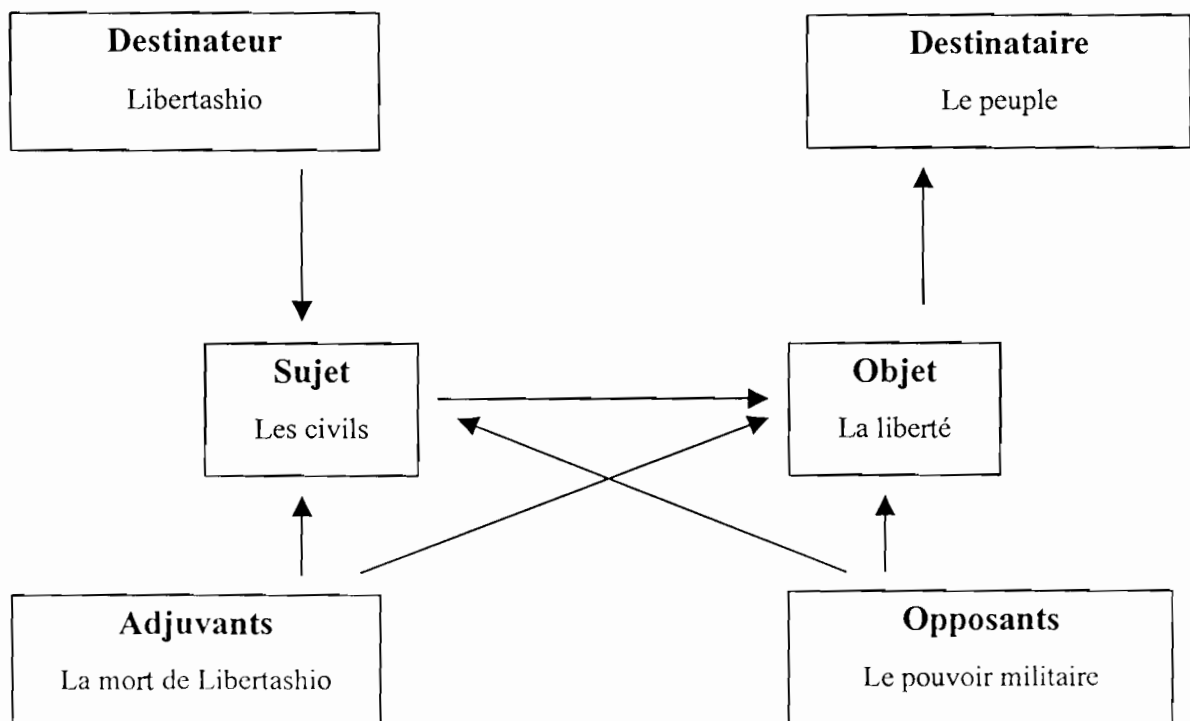 Destinateur
Libertashio
Destinataire
Le peuple
Sujet
Les civils
Objet
La liberté
Adjuvants
La mort de Libertashio
Opposants
Le pouvoir militaire